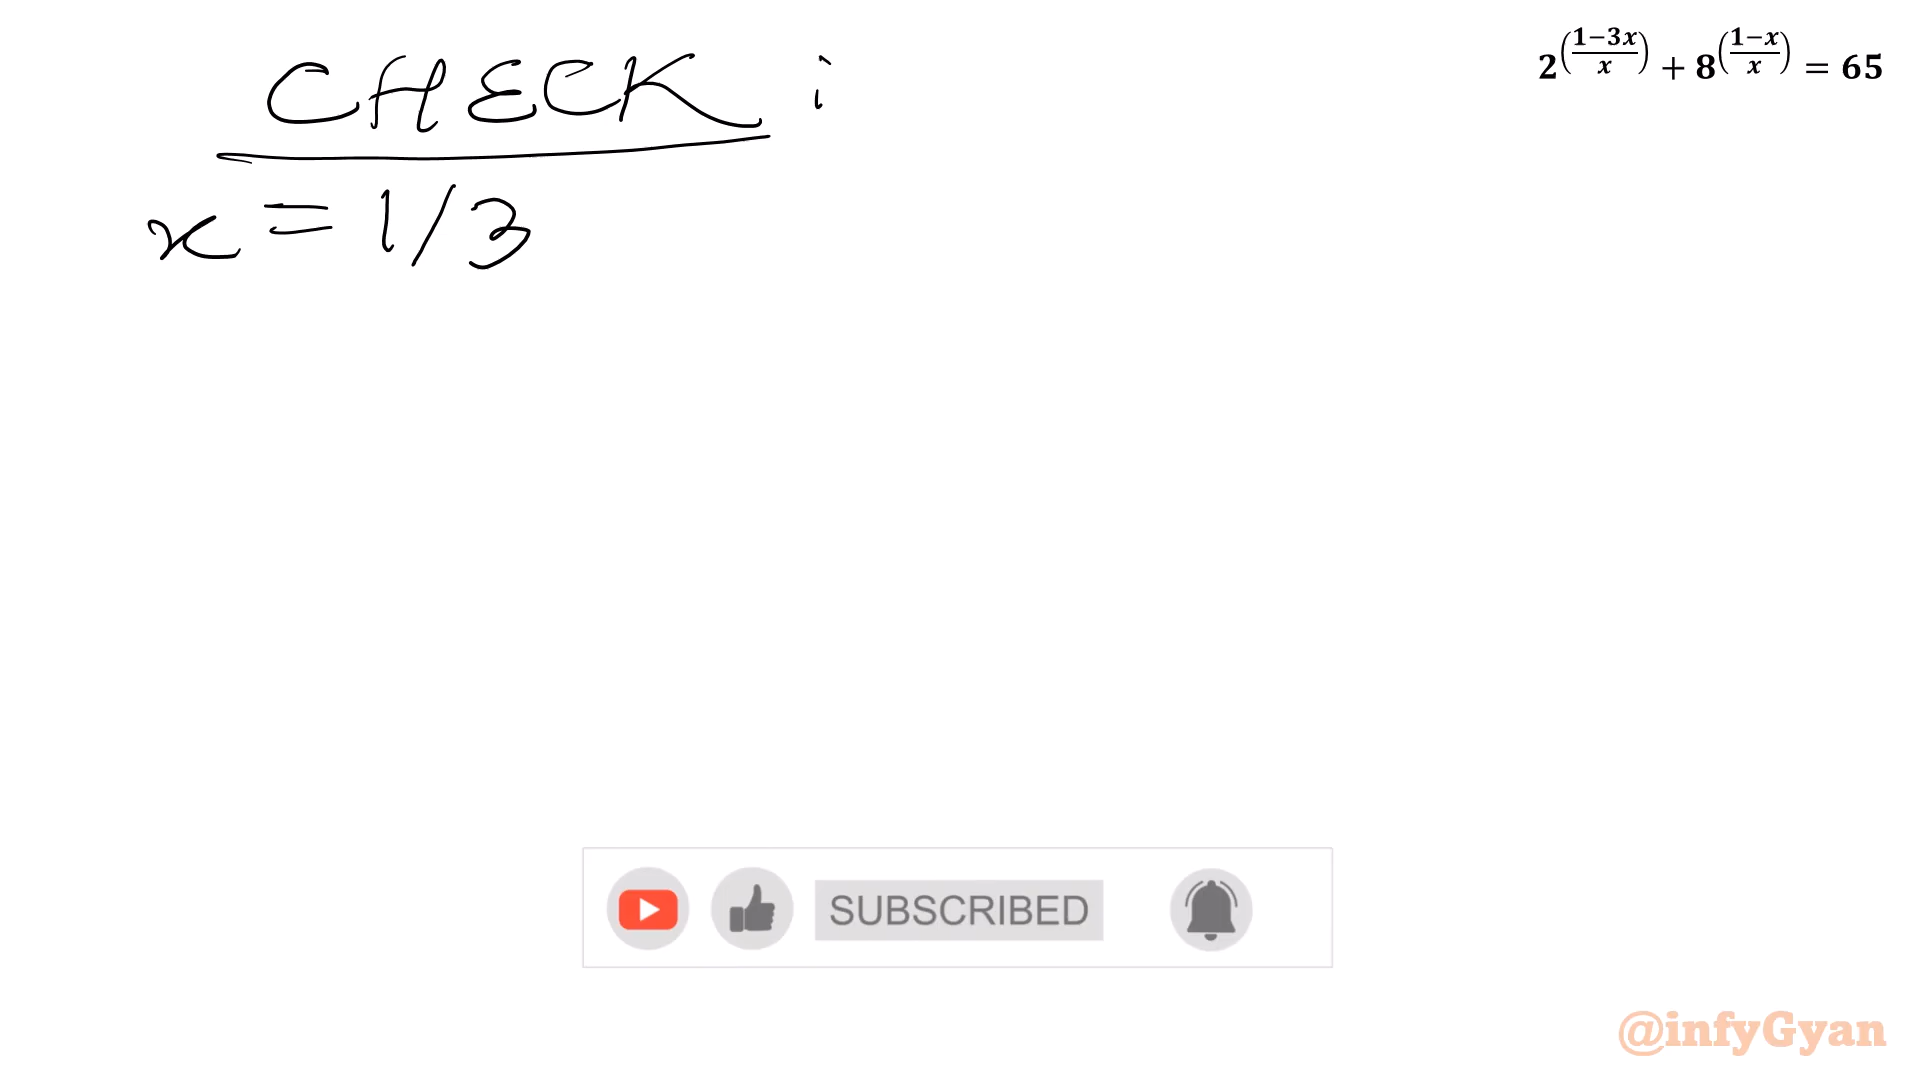 CHECK :
2^((1-3x)/x) + 8^((1-x)/x) = 65
x = 1/3
SUBSCRIBED
@infyGyan